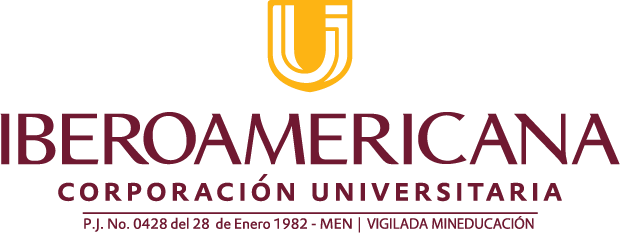 IBEROAMERICANA
CORPORACIÓN UNIVERSITARIA
P.J. No. 0428 del 28 de Enero 1982 - MEN | VIGILADA MINEDUCACIÓN